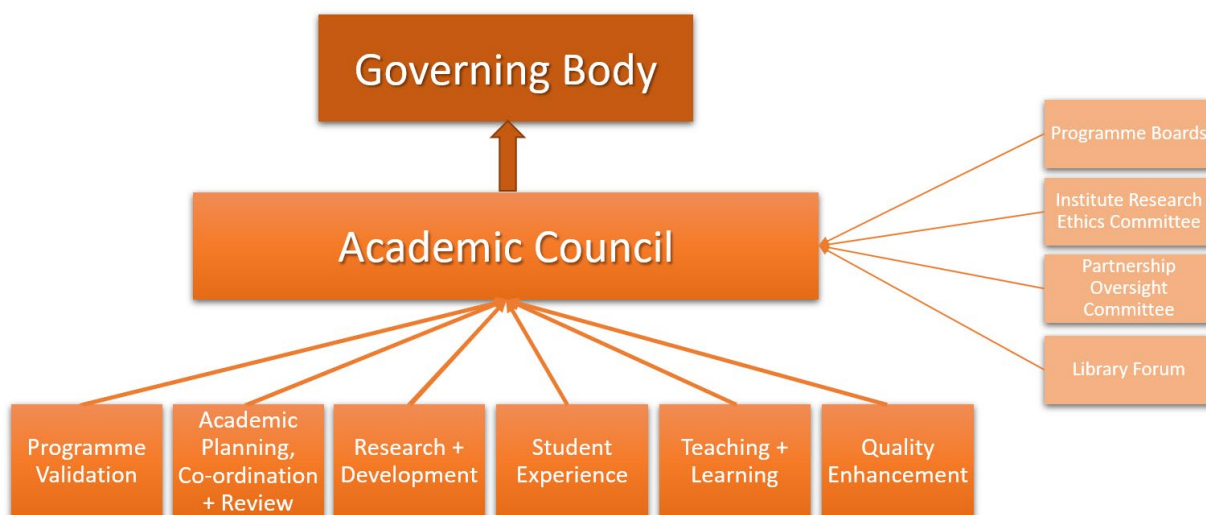 Governing Body
Academic Council
Programme Boards
Institute Research
Ethics Committee
Partnership
Oversight
Committee
Library Forum
Programme
Validation
Academic
Planning,
Co-ordination
+ Review
Research +
Development
Student
Experience
Teaching +
Learning
Quality
Enhancement